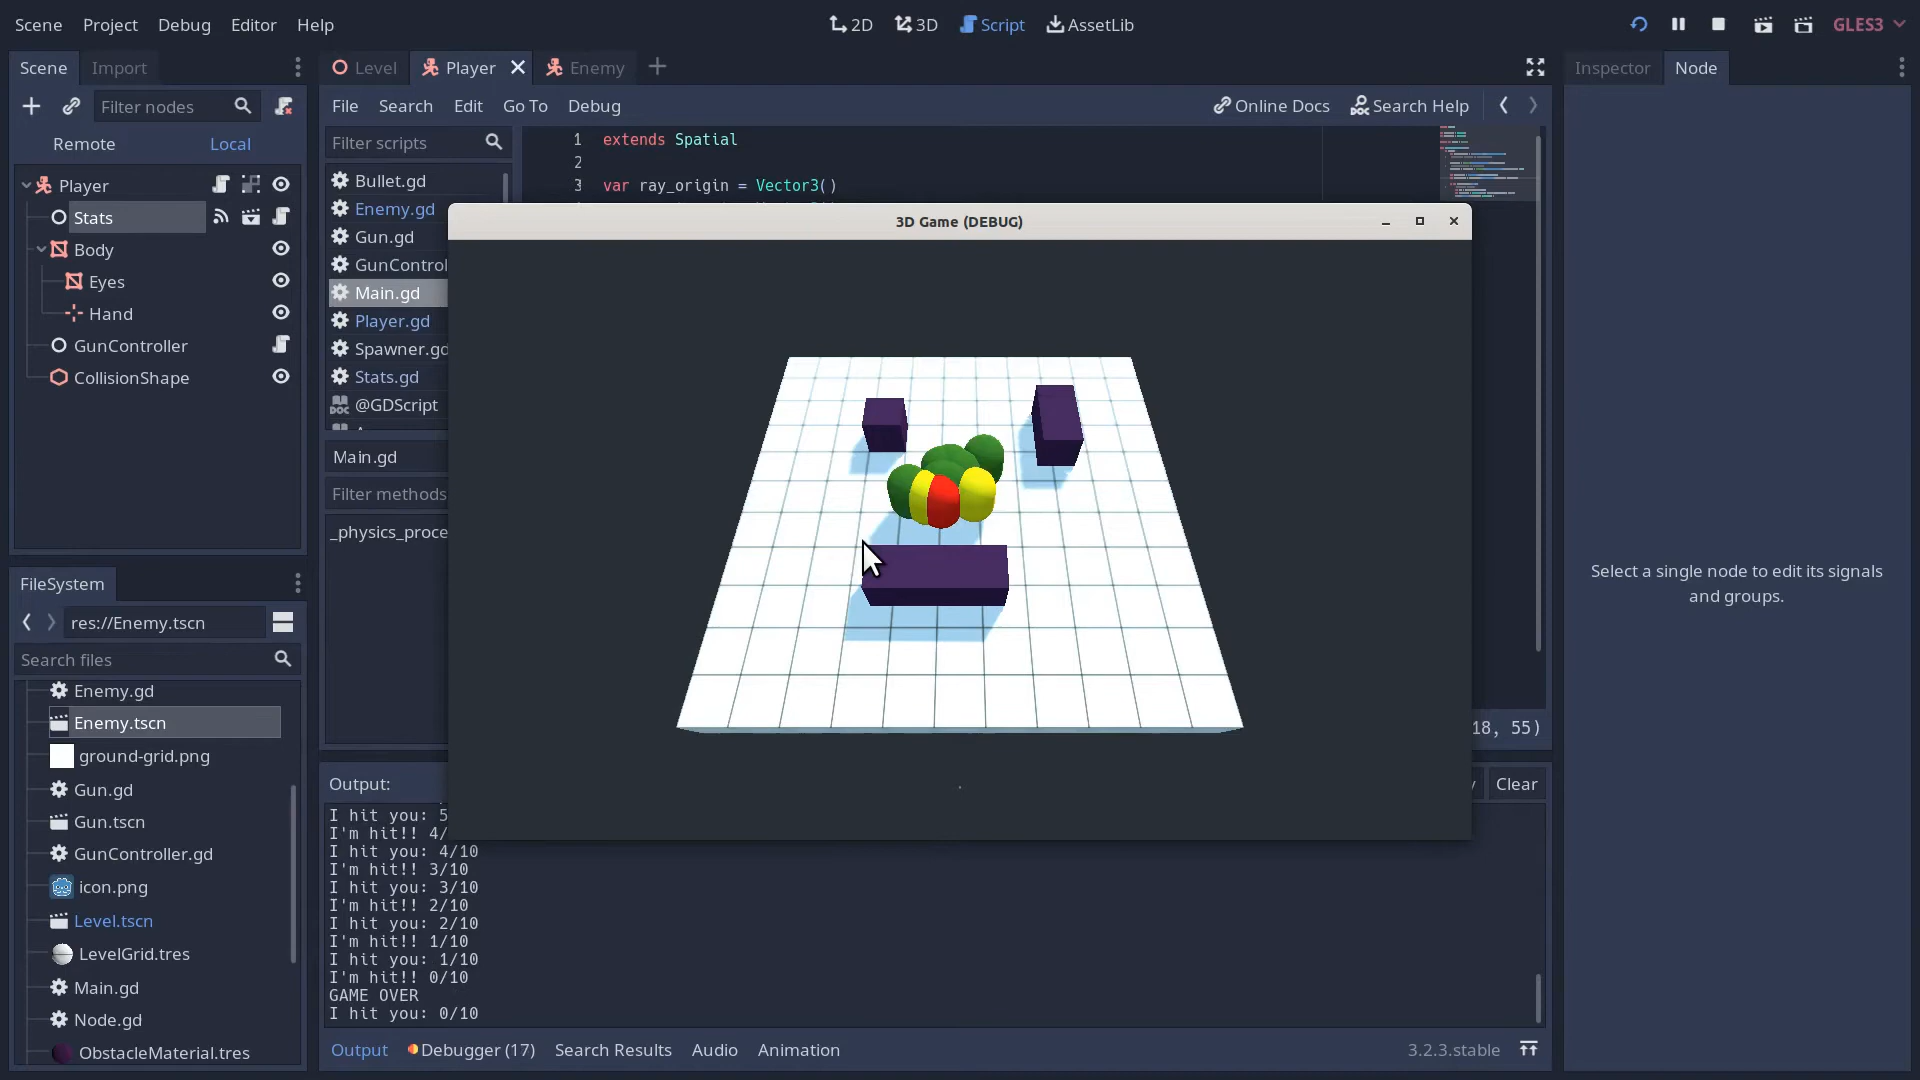 Scene Project Debug Editor Help 2D 3D Script AssetLib GLES3
Scene Import
Level Player Enemy
Inspector Node
Filter nodes
File Search Edit Go To Debug Online Docs Search Help
Remote Local
Filter scripts
1 extends Spatial
2
3 var ray_origin = Vector3()
Player
Stats
Body
Eyes
Hand
GunController
CollisionShape
Bullet.gd
Enemy.gd
Gun.gd
GunControl
Main.gd
Player.gd
Spawner.gd
Stats.gd
@GDScript
Main.gd
Filter methods
_physics_proce
3D Game (DEBUG)
18, 55)
Select a single node to edit its signals
and groups.
FileSystem
res://Enemy.tscn
Search files
Enemy.gd
Enemy.tscn
ground-grid.png
Gun.gd
Gun.tscn
GunController.gd
icon.png
Level.tscn
LevelGrid.tres
Main.gd
Node.gd
ObstacleMaterial.tres
Output: Clear
I hit you: 5
I'm hit!! 4/
I hit you: 4/10
I'm hit!! 3/10
I hit you: 3/10
I'm hit!! 2/10
I hit you: 2/10
I'm hit!! 1/10
I hit you: 1/10
I'm hit!! 0/10
GAME OVER
I hit you: 0/10
Output Debugger (17) Search Results Audio Animation 3.2.3.stable